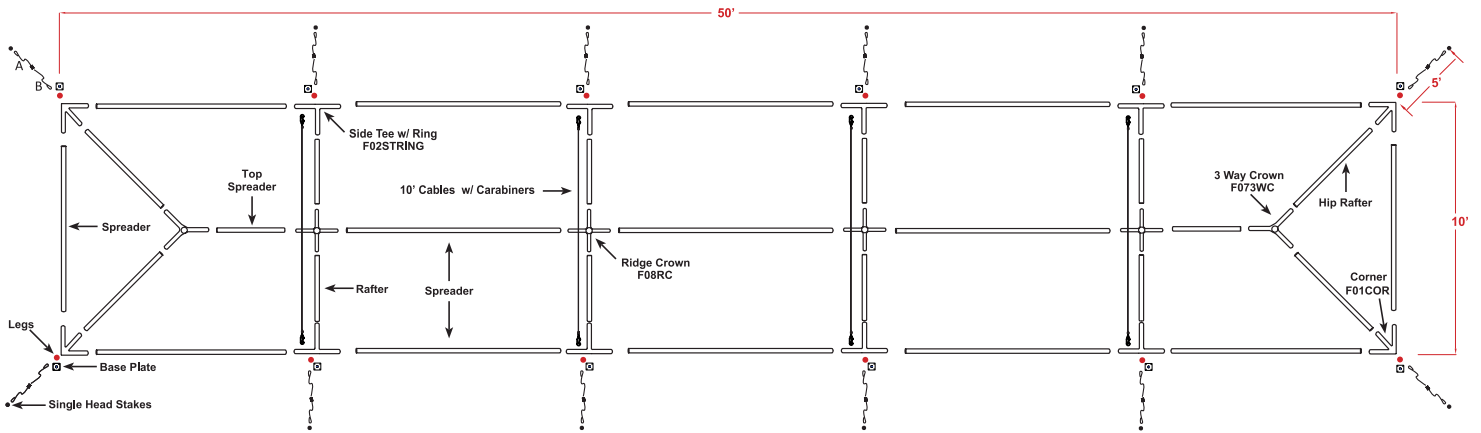 50'
A
B
5'
Side Tee w/ Ring
F02STRING
Top
Spreader
10' Cables w/ Carabiners
3 Way Crown
F073WC
Hip Rafter
Spreader
10'
Ridge Crown
F08RC
Rafter
Spreader
Corner
F01COR
Legs
Base Plate
Single Head Stakes